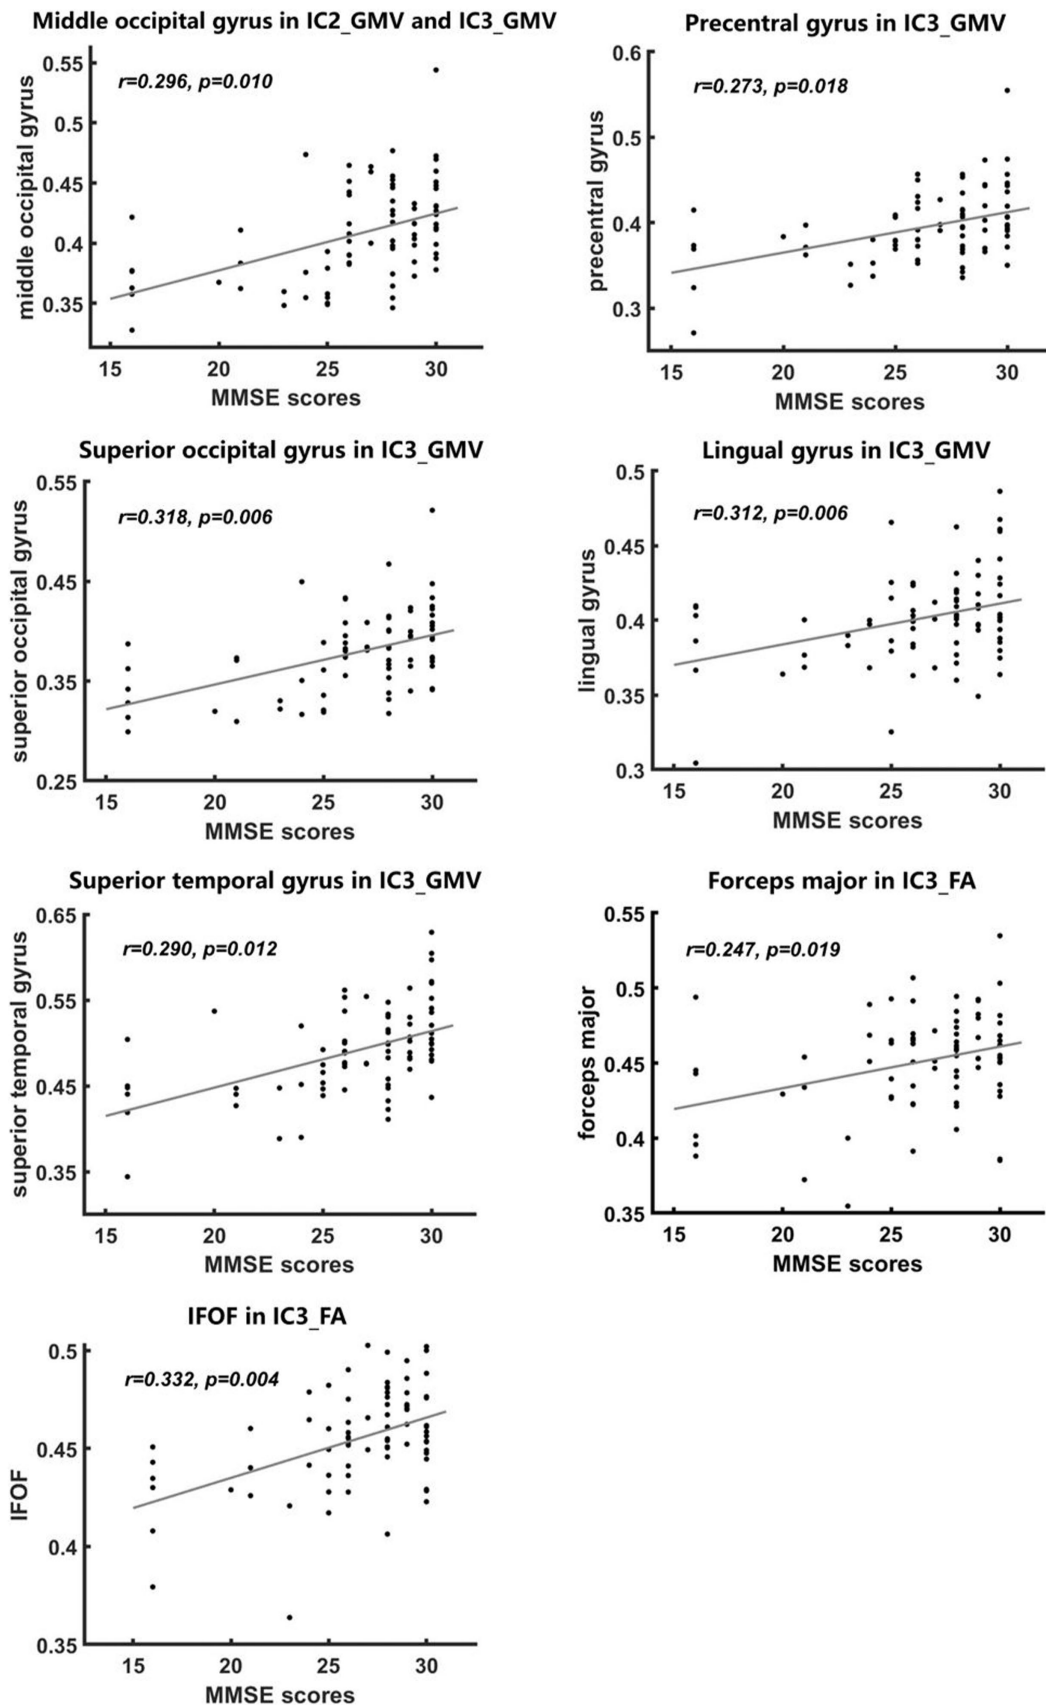 Middle occipital gyrus in IC2_GMV and IC3_GMV
r=0.296, p=0.010
middle occipital gyrus
0.55
0.5
0.45
0.4
0.35
15 20 25 30
MMSE scores
Precentral gyrus in IC3_GMV
r=0.273, p=0.018
precentral gyrus
0.6
0.5
0.4
0.3
15 20 25 30
MMSE scores
Superior occipital gyrus in IC3_GMV
r=0.318, p=0.006
superior occipital gyrus
0.55
0.45
0.35
0.25
15 20 25 30
MMSE scores
Lingual gyrus in IC3_GMV
r=0.312, p=0.006
lingual gyrus
0.5
0.45
0.4
0.35
0.3
15 20 25 30
MMSE scores
Superior temporal gyrus in IC3_GMV
r=0.290, p=0.012
superior temporal gyrus
0.65
0.55
0.45
0.35
15 20 25 30
MMSE scores
Forceps major in IC3_FA
r=0.247, p=0.019
forceps major
0.55
0.5
0.45
0.4
0.35
15 20 25 30
MMSE scores
IFOF in IC3_FA
r=0.332, p=0.004
IFOF
0.5
0.45
0.4
0.35
15 20 25 30
MMSE scores